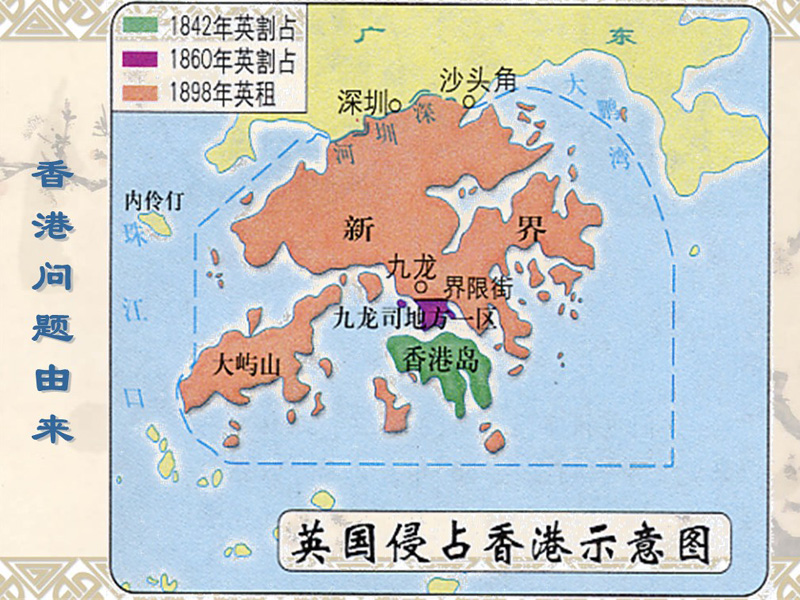 香港问题由来
1842年英割占
1860年英割占
1898年英租
广 东
沙头角
深圳
大鹏湾
深圳河
内伶仃
珠江口
新 界
九龙
界限街
九龙司地方一区
大屿山
香港岛
英国侵占香港示意图